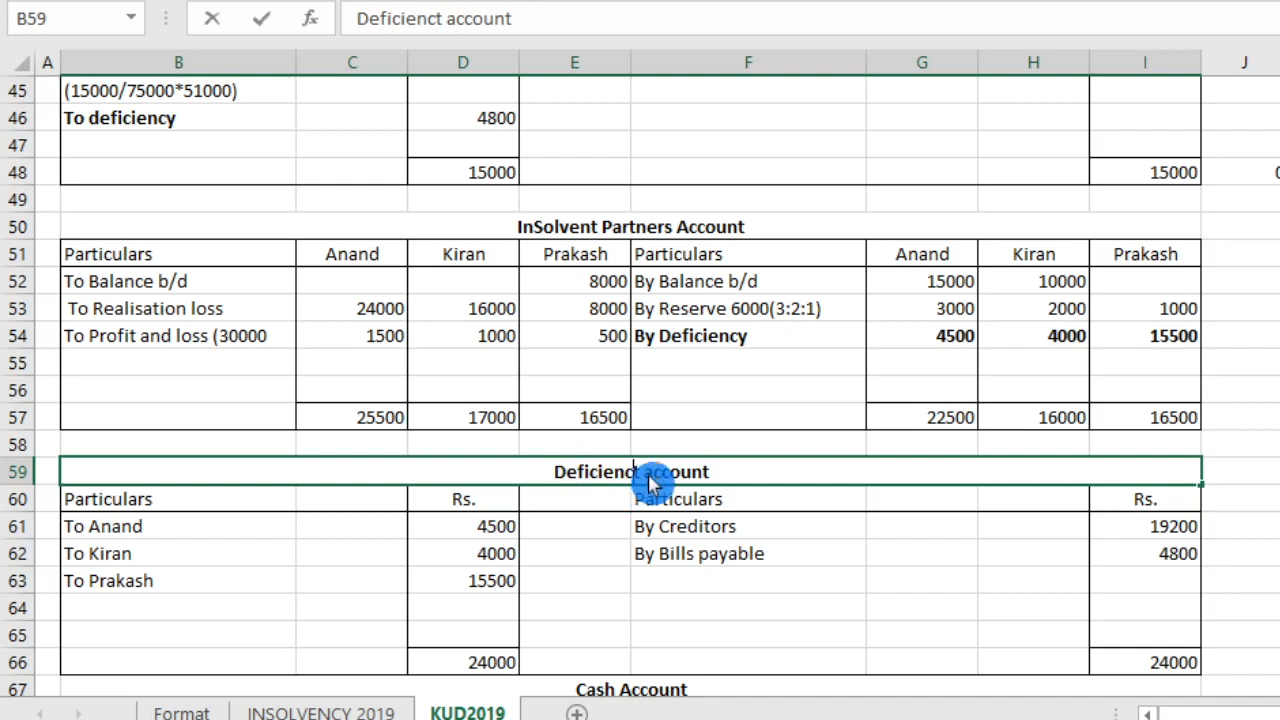 B59 fx Deficienct account
A B C D E F G H I J
45 (15000/75000*51000)
46 To deficiency 4800
47
48 15000 15000
49
50 InSolvent Partners Account
51 Particulars Anand Kiran Prakash Particulars Anand Kiran Prakash
52 To Balance b/d 8000 By Balance b/d 15000 10000
53 To Realisation loss 24000 16000 8000 By Reserve 6000(3:2:1) 3000 2000 1000
54 To Profit and loss (30000 1500 1000 500 By Deficiency 4500 4000 15500
55
56
57 25500 17000 16500 22500 16000 16500
58
59 Deficienct account
60 Particulars Rs. Particulars Rs.
61 To Anand 4500 By Creditors 19200
62 To Kiran 4000 By Bills payable 4800
63 To Prakash 15500
64
65
66 24000 24000
67 Cash Account
Format INSOLVENCY 2019 KUD2019